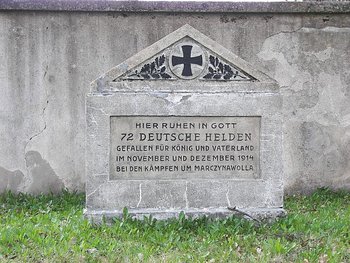 HIER RUHEN IN GOTT
72 DEUTSCHE HELDEN
GEFALLEN FÜR KÖNIG UND VATERLAND
IM NOVEMBER UND DEZEMBER 1914
BEI DEN KÄMPFEN UM MARCZYNAWOLLA